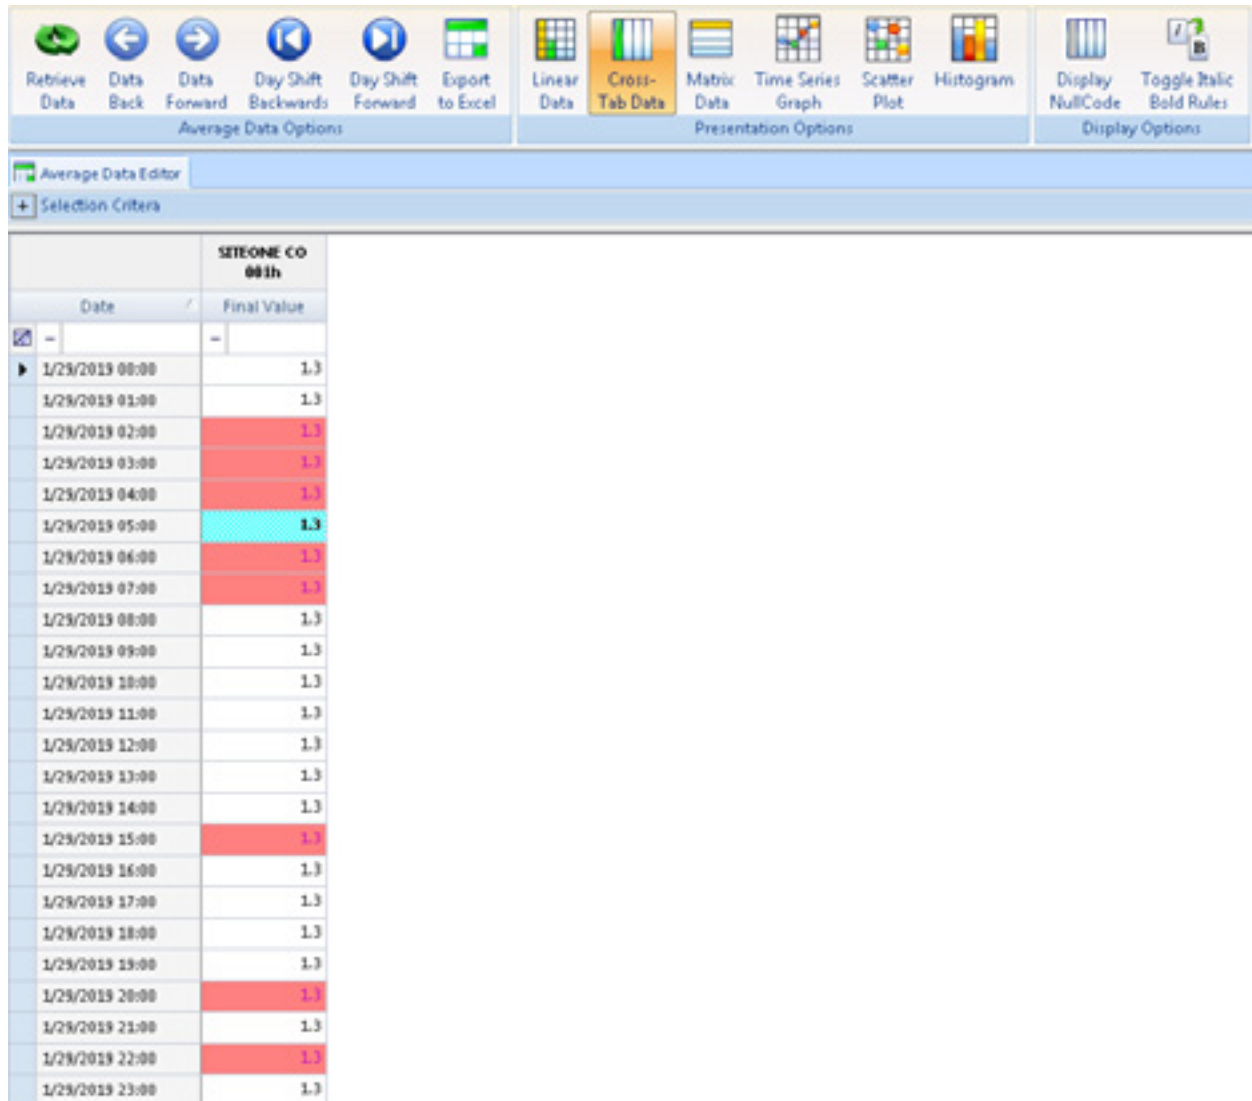 Retrieve Data Data Back Data Forward Day Shift Backwards Day Shift Forward Export to Excel Linear Data Cross-Tab Data Matrix Data Time Series Graph Scatter Plot Histogram Display NullCode Toggle Italic Bold Rules
Average Data Options Presentation Options Display Options
Average Data Editor
+ Selection Critera
SITEONE CO
001h
Date Final Value
1/29/2019 00:00 1.3
1/29/2019 01:00 1.3
1/29/2019 02:00 1.3
1/29/2019 03:00 1.3
1/29/2019 04:00 1.3
1/29/2019 05:00 1.3
1/29/2019 06:00 1.3
1/29/2019 07:00 1.3
1/29/2019 08:00 1.3
1/29/2019 09:00 1.3
1/29/2019 10:00 1.3
1/29/2019 11:00 1.3
1/29/2019 12:00 1.3
1/29/2019 13:00 1.3
1/29/2019 14:00 1.3
1/29/2019 15:00 1.3
1/29/2019 16:00 1.3
1/29/2019 17:00 1.3
1/29/2019 18:00 1.3
1/29/2019 19:00 1.3
1/29/2019 20:00 1.3
1/29/2019 21:00 1.3
1/29/2019 22:00 1.3
1/29/2019 23:00 1.3